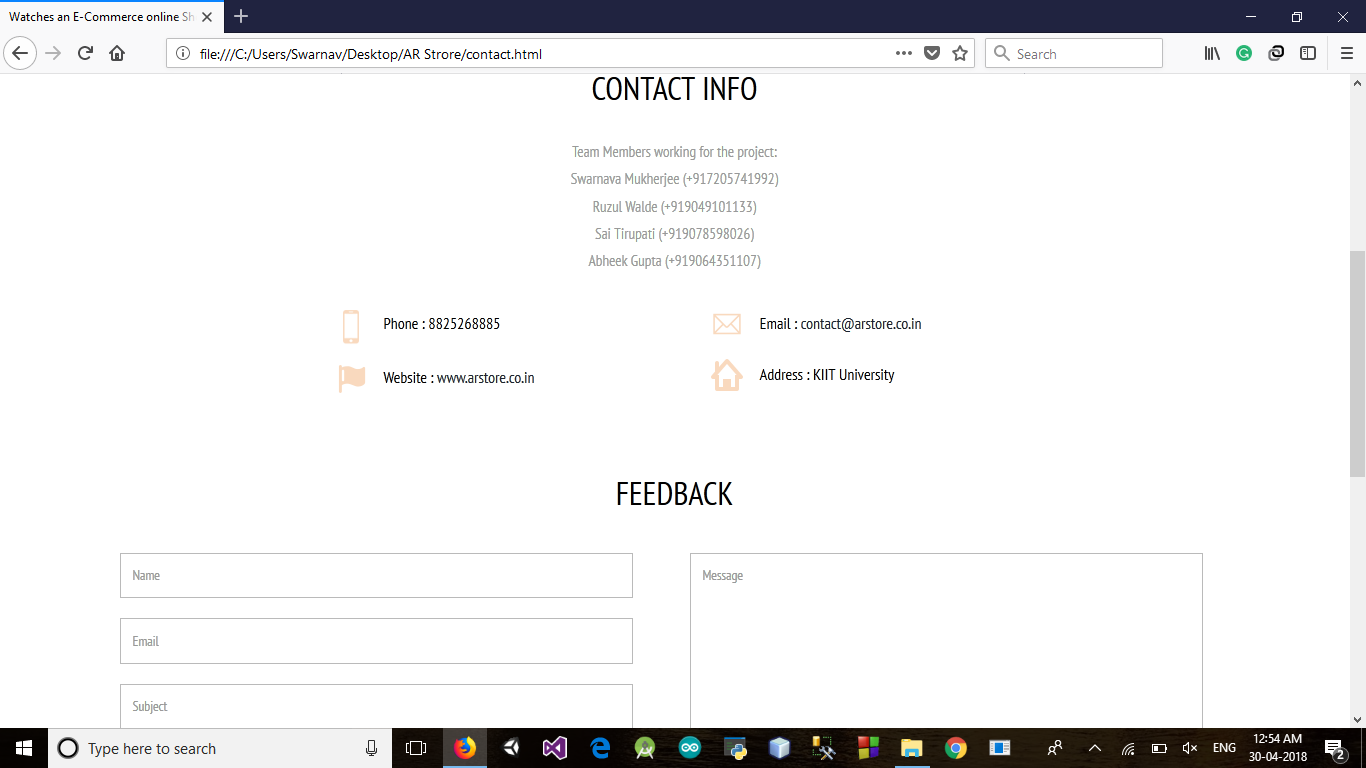 Watches an E-Commerce online Sh
file:///C:/Users/Swarnav/Desktop/AR Strore/contact.html
Search
CONTACT INFO
Team Members working for the project:
Swarnava Mukherjee (+917205741992)
Ruzul Walde (+919049101133)
Sai Tirupati (+919078598026)
Abheek Gupta (+919064351107)
Phone : 8825268885
Email : contact@arstore.co.in
Website : www.arstore.co.in
Address : KIIT University
FEEDBACK
Name
Message
Email
Subject
Type here to search
ENG
12:54 AM
30-04-2018
2